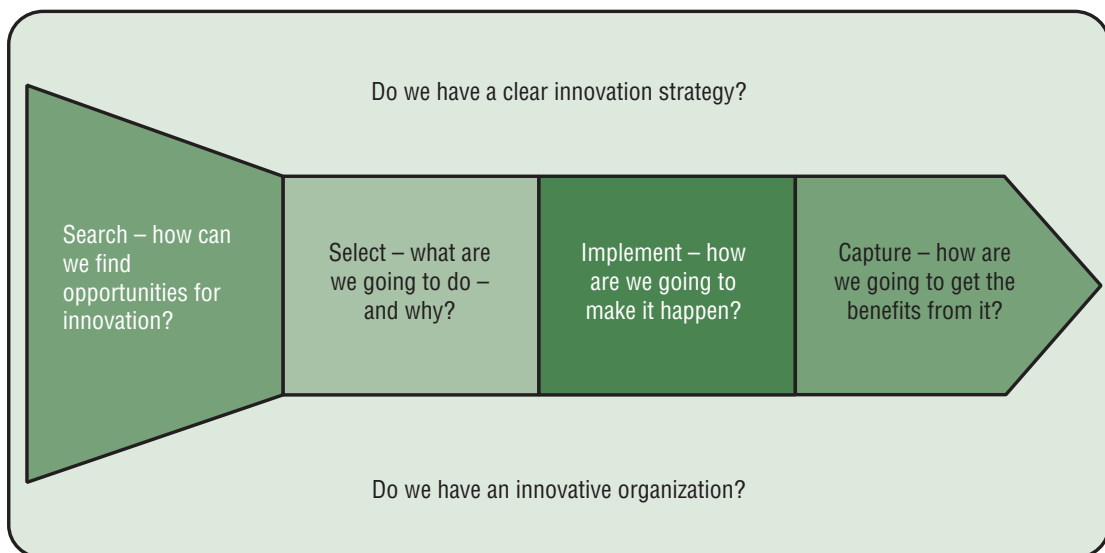 Do we have a clear innovation strategy?
Search – how can
we find
opportunities for
innovation?
Select – what are
we going to do –
and why?
Implement – how
are we going to
make it happen?
Capture – how are
we going to get the
benefits from it?
Do we have an innovative organization?